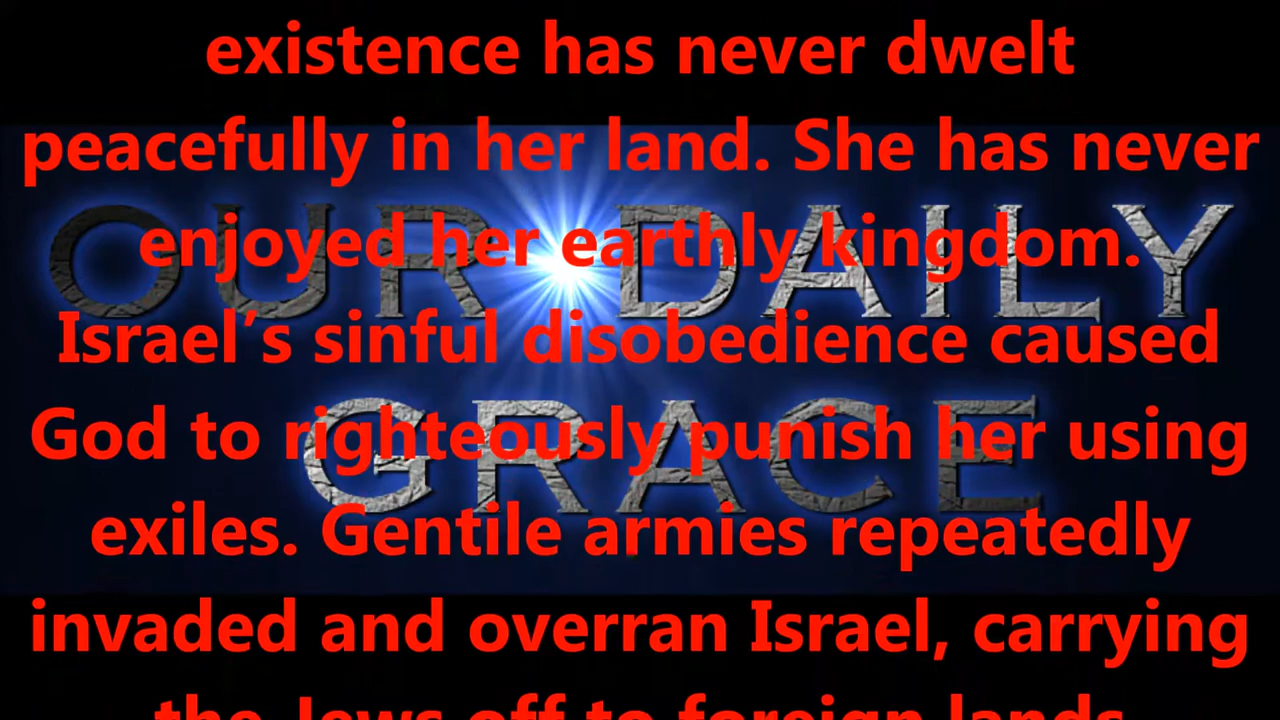 existence has never dwelt
peacefully in her land. She has never
enjoyed her earthly kingdom.
Israel’s sinful disobedience caused
God to righteously punish her using
exiles. Gentile armies repeatedly
invaded and overran Israel, carrying
the Jews off to foreign lands.
OUR DAILY
GRACE